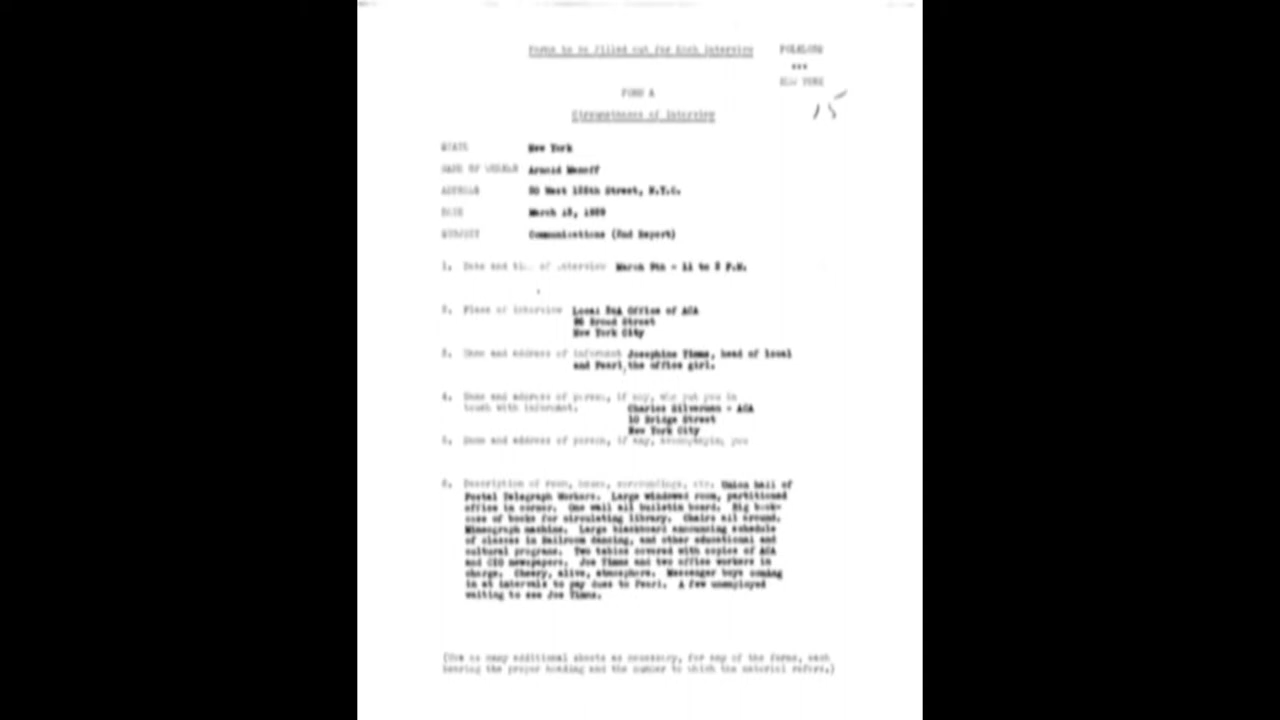 Forms to be filled out for Each Interview
FOLKLORE
NEW YORK
FORM A
Circumstances of Interview
15
STATE New York
NAME OF WORKER Arnold Manoff
ADDRESS Street, N.Y.C.
DATE March 1939
SUBJECT Communications (2nd Report)
1. Date and time of interview March 9th - 11 to P.M.
2. Place of interview Local Office of ACA
Broad Street
New York City
3. Name and address of informant Josephine Timms, head of local
and Pearl, the office girl.
4. Name and address of person, if any, who put you in
touch with informant.
Charles Silverman - ACA
10 Bridge Street
New York City
5. Name and address of person, if any, accompanying you
6. Description of room, house, surroundings, etc. Union hall of
Postal Telegraph Workers. Large windowed room, partitioned
office in corner. One wall all bulletin board. Big book-
case of books for circulating library. Chairs all around.
Mimeograph machine. Large blackboard announcing schedule
of classes in Ballroom dancing, and other educational and
cultural programs. Two tables covered with copies of ACA
and CIO newspapers. Joe Timms and two office workers in
charge. Cheery, alive, atmosphere. Messenger boys coming
in at intervals to pay dues to Pearl. A few unemployed
waiting to see Joe Timms.
(Use as many additional sheets as necessary, for any of the forms, each
bearing the proper heading and the number to which the material refers.)